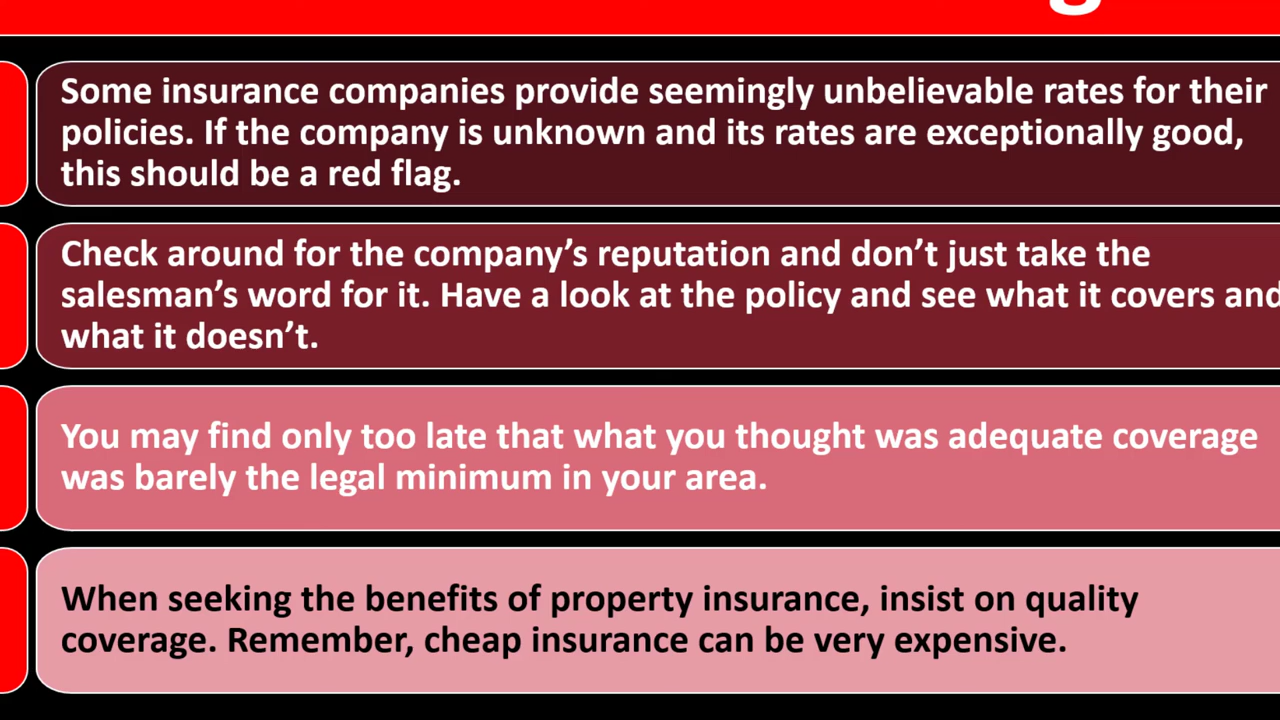 Some insurance companies provide seemingly unbelievable rates for their
policies. If the company is unknown and its rates are exceptionally good,
this should be a red flag.
Check around for the company’s reputation and don’t just take the
salesman’s word for it. Have a look at the policy and see what it covers and
what it doesn’t.
You may find only too late that what you thought was adequate coverage
was barely the legal minimum in your area.
When seeking the benefits of property insurance, insist on quality
coverage. Remember, cheap insurance can be very expensive.